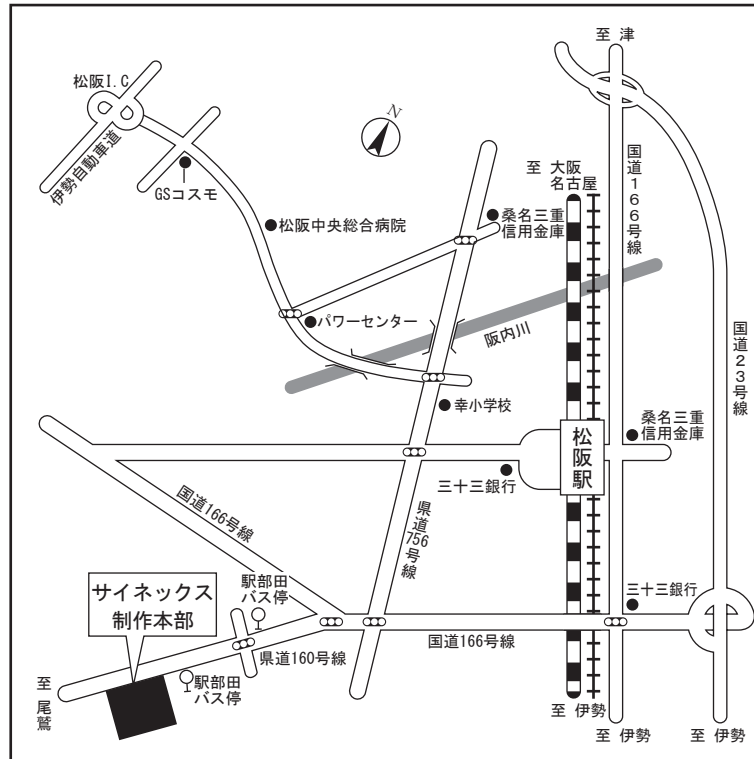 至 津
松阪I.C
伊勢自動車道
GSコスモ
N
至 大阪
名古屋
国道166号線
松阪中央総合病院
桑名三重
信用金庫
パワーセンター
阪内川
国道23号線
幸小学校
桑名三重
信用金庫
松阪駅
三十三銀行
国道166号線
県道756号線
サイネックス
制作本部
駅部田
バス停
三十三銀行
国道166号線
県道160号線
駅部田
バス停
至 尾鷲
至 伊勢
至 伊勢
至 伊勢